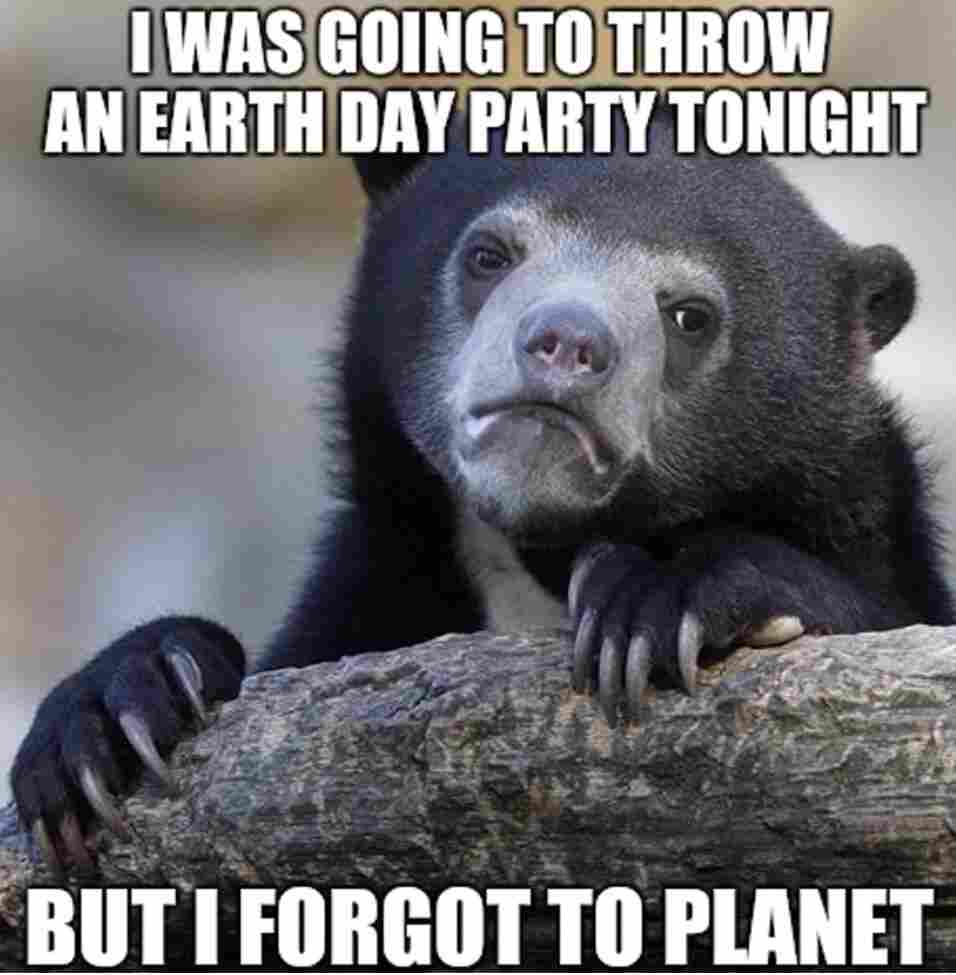 I WAS GOING TO THROW
AN EARTH DAY PARTY TONIGHT
BUT I FORGOT TO PLANET